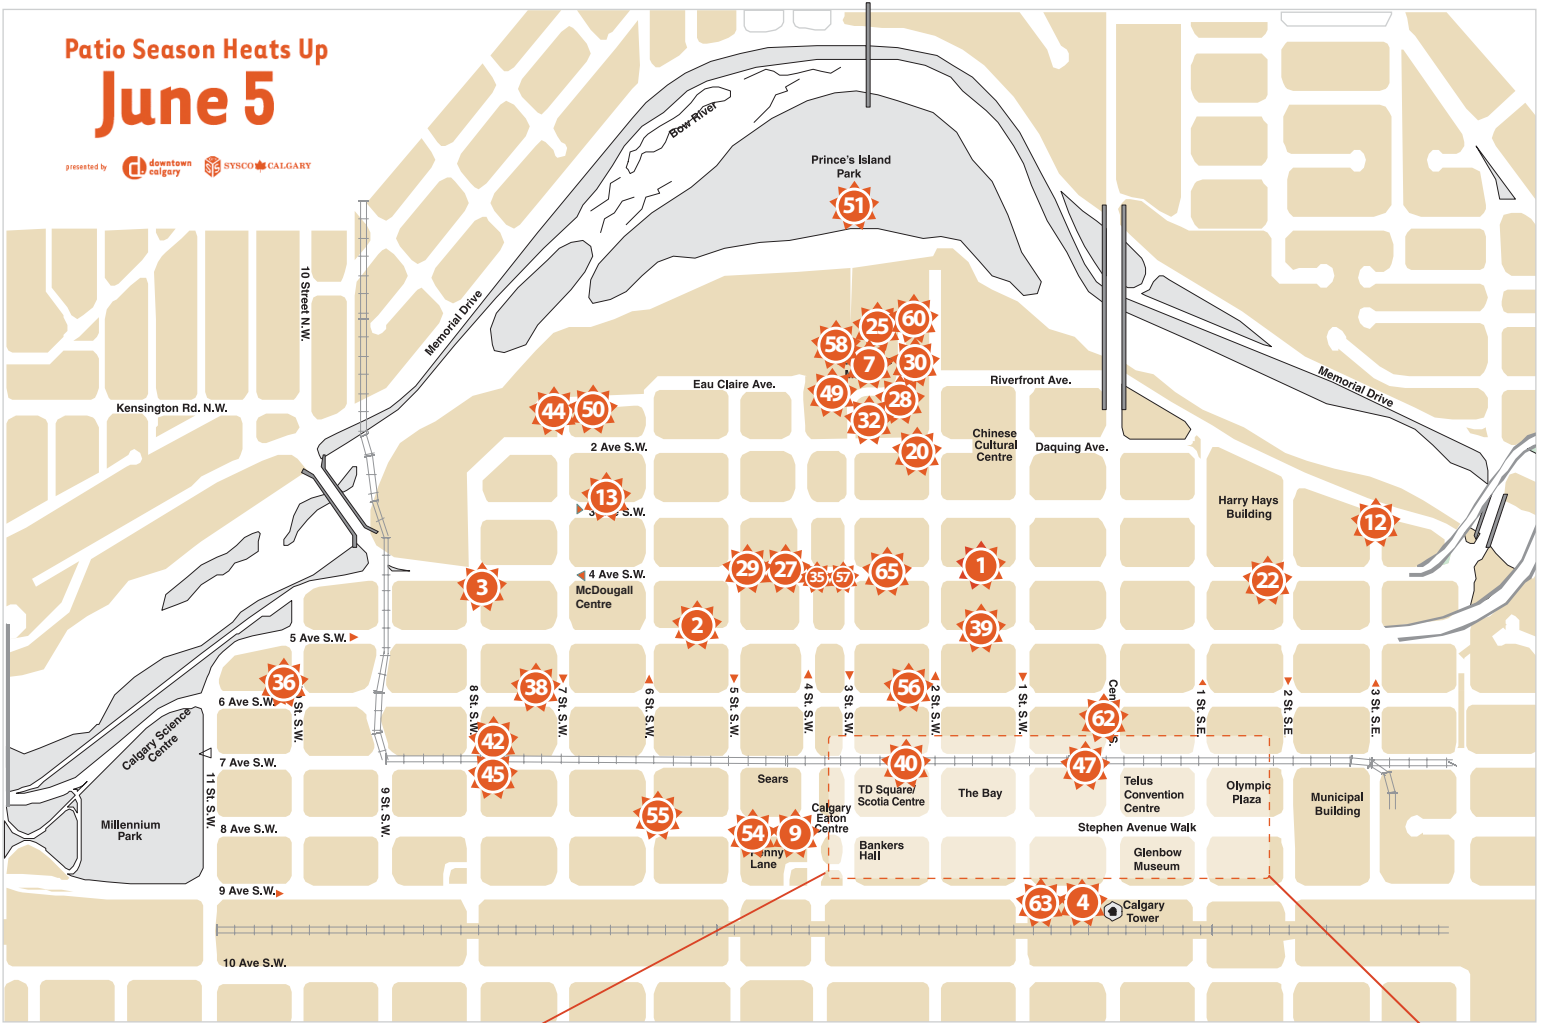 Patio Season Heats Up
June 5
presented by
downtown
calgary
SYSCO CALGARY
Bow River
Prince's Island
Park
51
10 Street N.W.
Memorial Drive
60
25
58
7
30
49
28
32
20
Eau Claire Ave.
Riverfront Ave.
Memorial Drive
Kensington Rd. N.W.
44
50
2 Ave S.W.
Chinese
Cultural
Centre
Daquing Ave.
13
S.W.
Harry Hays
Building
12
3
4 Ave S.W.
McDougall
Centre
29
27
35
57
65
1
22
2
39
5 Ave S.W.
36
6 Ave S.W.
St. S.W.
38
8 St. S.W.
7 St. S.W.
6 St. S.W.
5 St. S.W.
4 St. S.W.
3 St. S.W.
56
2 St. S.W.
1 St. S.W.
Cen
S.
62
1 St. S.E.
2 St. S.E
3 St. S.E.
42
45
Calgary Science
Centre
7 Ave S.W.
11 St. S.W.
9 St. S.W.
40
47
Sears
TD Square/
Scotia Centre
The Bay
Telus
Convention
Centre
Olympic
Plaza
Municipal
Building
Calgary
Eaton
Centre
55
54
9
Penny
Lane
Millennium
Park
8 Ave S.W.
Stephen Avenue Walk
Bankers
Hall
Glenbow
Museum
9 Ave S.W.
63
4
Calgary
Tower
10 Ave S.W.